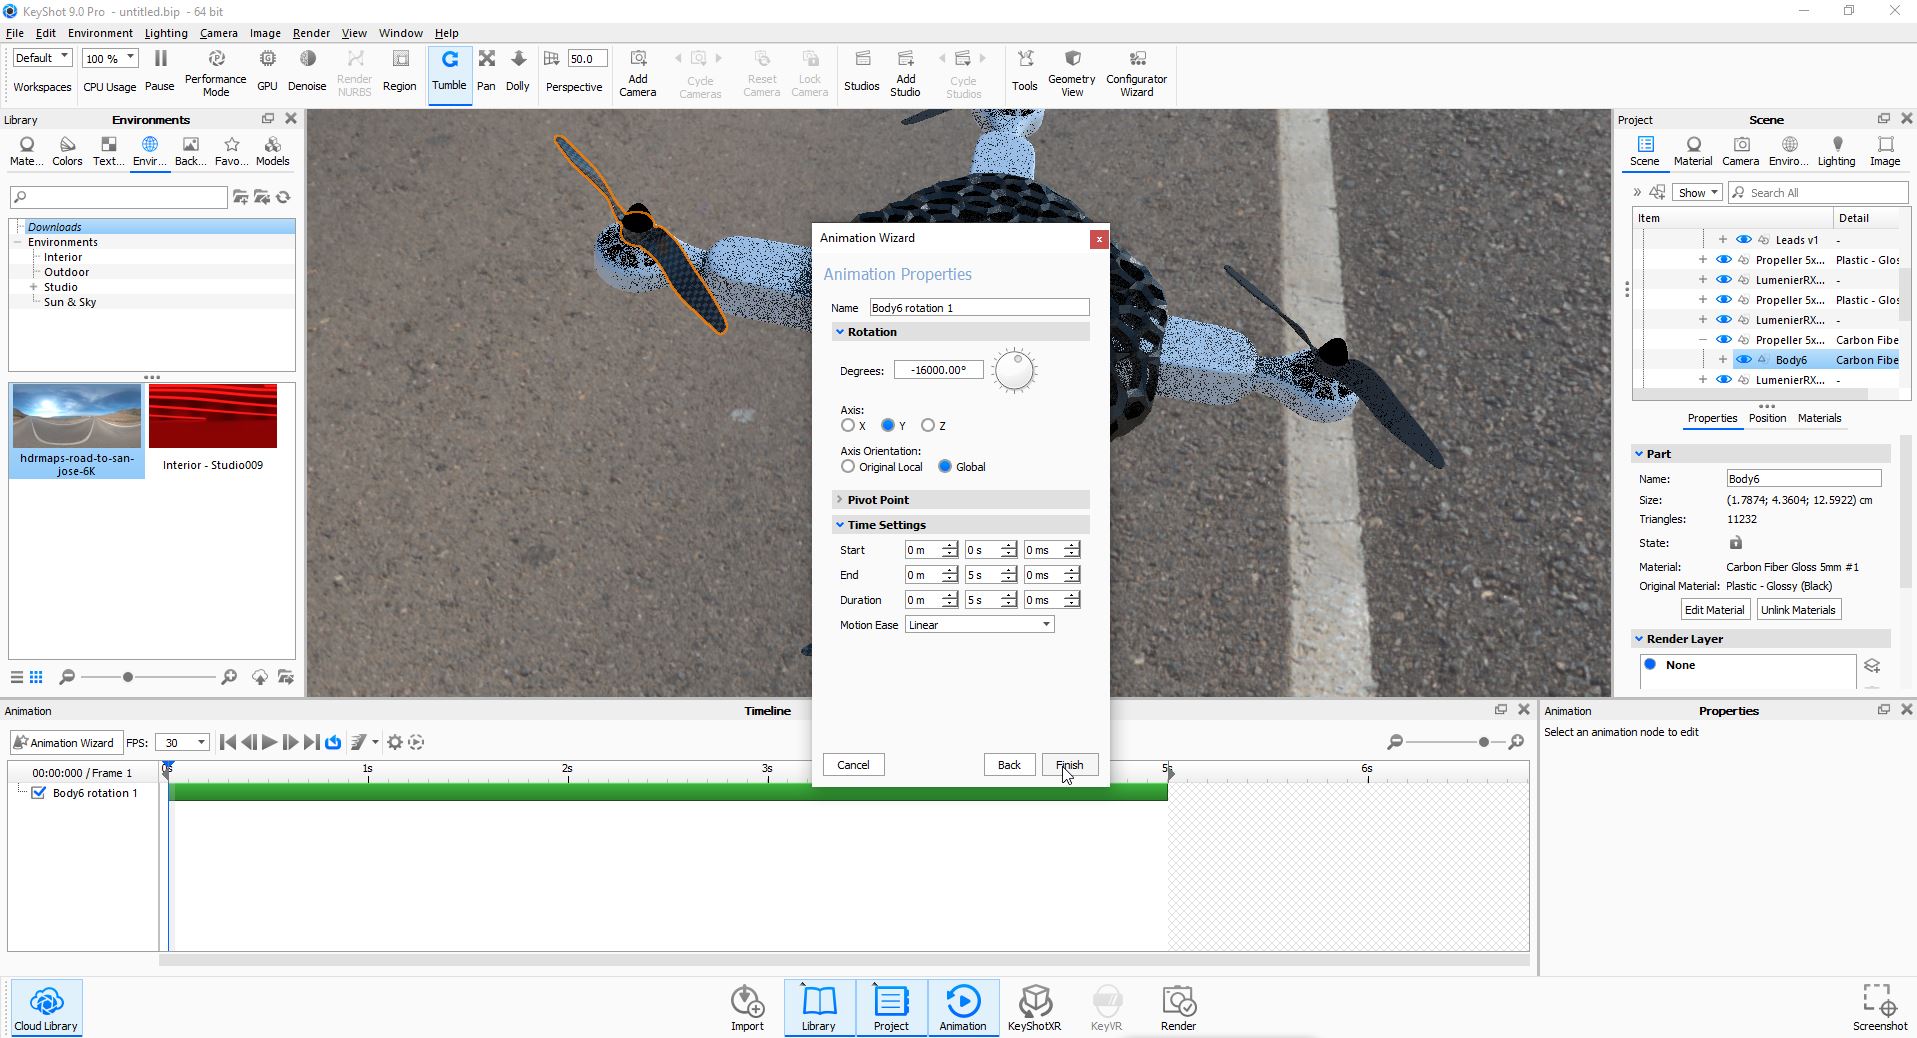 KeyShot 9.0 Pro - untitled.bip - 64 bit
File Edit Environment Lighting Camera Image Render View Window Help
Default 100 % 50.0
Workspaces CPU Usage Pause Performance Mode GPU Denoise Render NURBS Region Tumble Pan Dolly Perspective Add Camera Cycle Cameras Reset Camera Lock Camera Studios Add Studio Cycle Studios Tools Geometry View Configurator Wizard
Library Environments
Mate... Colors Text... Envir... Back... Favo... Models
Downloads
Environments
Interior
Outdoor
Studio
Sun & Sky
hdrmaps-road-to-san-jose-6K
Interior - Studio009
Animation Wizard
x
Animation Properties
Name Body6 rotation 1
Rotation
Degrees: -16000.00°
Axis:
X Y Z
Axis Orientation:
Original Local Global
Pivot Point
Time Settings
Start 0 m 0 s 0 ms
End 0 m 5 s 0 ms
Duration 0 m 5 s 0 ms
Motion Ease Linear
Cancel Back Finish
Project Scene
Scene Material Camera Enviro... Lighting Image
» Show Search All
Item Detail
Leads v1 -
Propeller 5x... Plastic - Glos
LumenierRX... -
Propeller 5x... Plastic - Glos
LumenierRX... -
Propeller 5x... Carbon Fibe
Body6 Carbon Fibe
LumenierRX... -
Properties Position Materials
Part
Name: Body6
Size: (1.7874; 4.3604; 12.5922) cm
Triangles: 11232
State:
Material: Carbon Fiber Gloss 5mm #1
Original Material: Plastic - Glossy (Black)
Edit Material Unlink Materials
Render Layer
None
Animation Timeline
Animation Wizard FPS: 30
00:00:000 / Frame 1 0s 1s 2s 3s 5s 6s
Body6 rotation 1
Animation Properties
Select an animation node to edit
Cloud Library Import Library Project Animation KeyShotXR KeyVR Render Screenshot